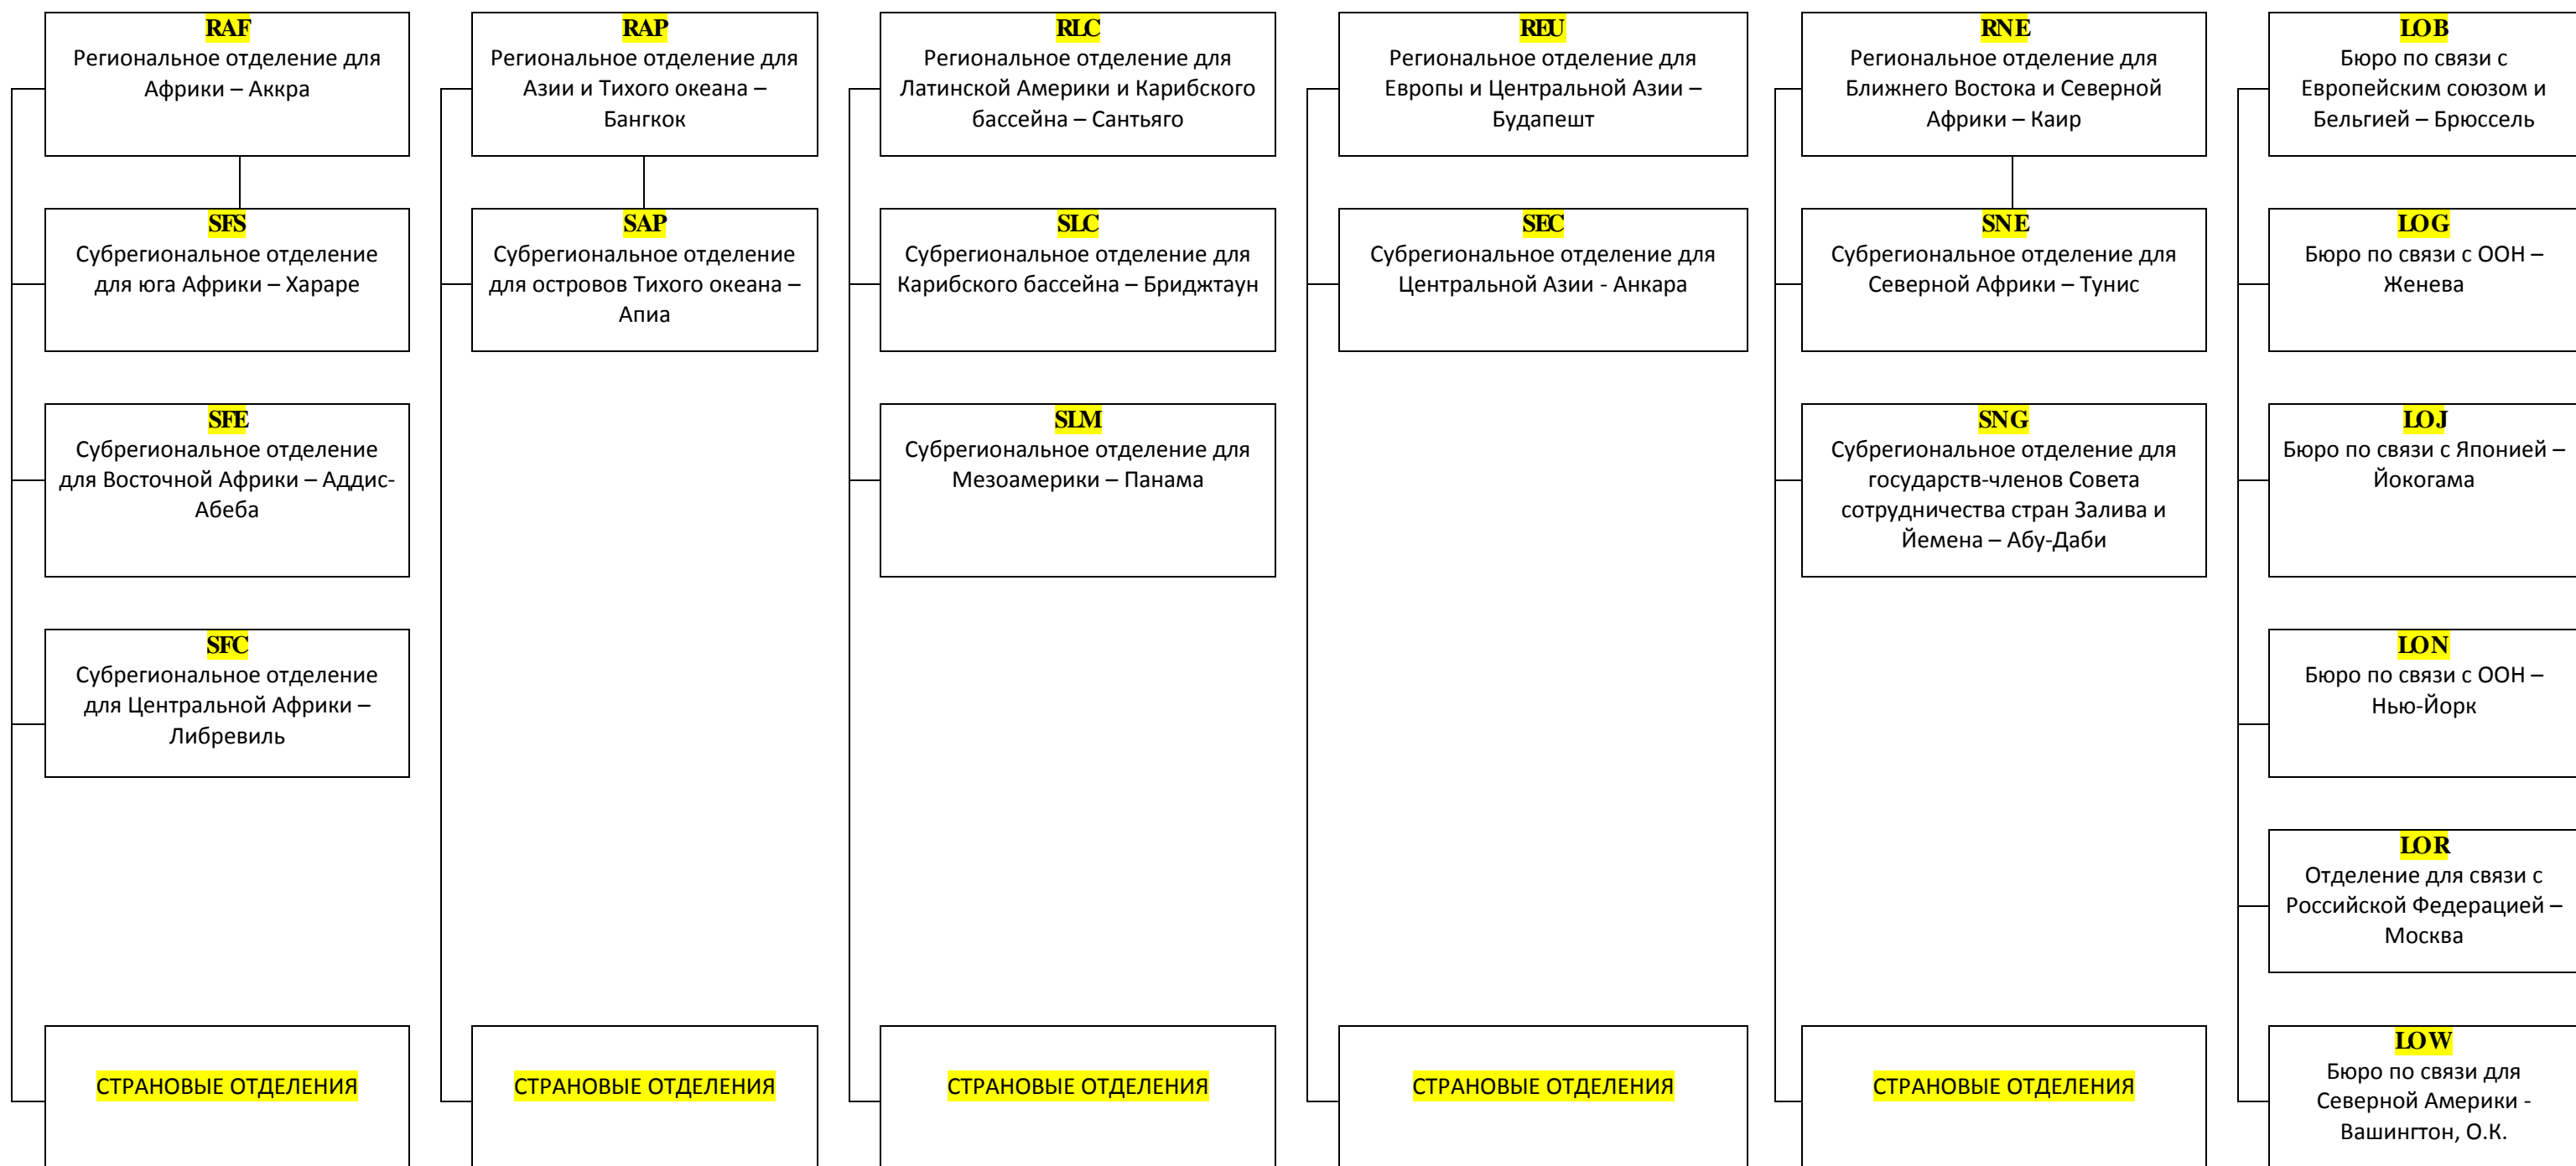 RAF
Региональное отделение для
Африки – Аккра
SFS
Субрегиональное отделение
для юга Африки – Хараре
SFE
Субрегиональное отделение
для Восточной Африки – Аддис-
Абеба
SFC
Субрегиональное отделение
для Центральной Африки –
Либревиль
СТРАНОВЫЕ ОТДЕЛЕНИЯ
RAP
Региональное отделение для
Азии и Тихого океана –
Бангкок
SAP
Субрегиональное отделение
для островов Тихого океана –
Апиа
СТРАНОВЫЕ ОТДЕЛЕНИЯ
RLC
Региональное отделение для
Латинской Америки и Карибского
бассейна – Сантьяго
SLC
Субрегиональное отделение для
Карибского бассейна – Бриджтаун
SLM
Субрегиональное отделение для
Мезоамерики – Панама
СТРАНОВЫЕ ОТДЕЛЕНИЯ
REU
Региональное отделение для
Европы и Центральной Азии –
Будапешт
SEC
Субрегиональное отделение для
Центральной Азии - Анкара
СТРАНОВЫЕ ОТДЕЛЕНИЯ
RNE
Региональное отделение для
Ближнего Востока и Северной
Африки – Каир
SNE
Субрегиональное отделение для
Северной Африки – Тунис
SNG
Субрегиональное отделение для
государств-членов Совета
сотрудничества стран Залива и
Йемена – Абу-Даби
СТРАНОВЫЕ ОТДЕЛЕНИЯ
LOB
Бюро по связи с
Европейским союзом и
Бельгией – Брюссель
LOG
Бюро по связи с ООН –
Женева
LOJ
Бюро по связи с Японией –
Йокогама
LON
Бюро по связи с ООН –
Нью-Йорк
LOR
Отделение для связи с
Российской Федерацией –
Москва
LOW
Бюро по связи для
Северной Америки -
Вашингтон, О.К.